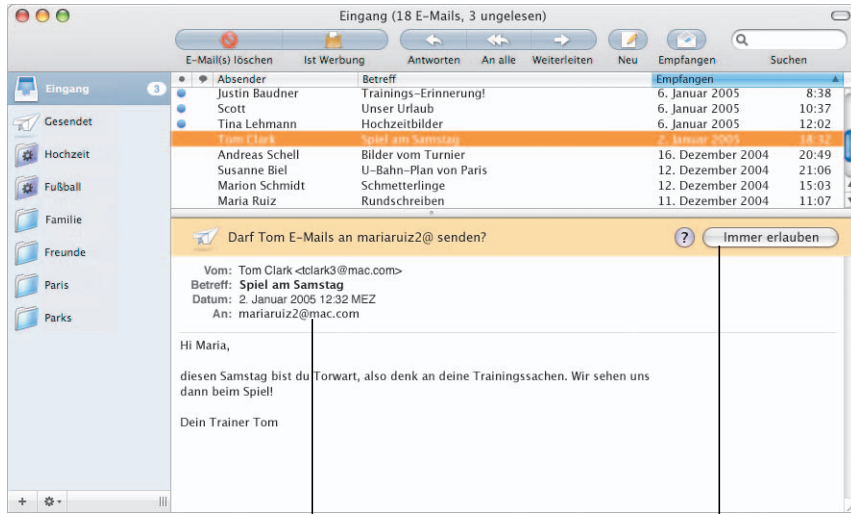 Eingang (18 E-Mails, 3 ungelesen)
E-Mail(s) löschen Ist Werbung Antworten An alle Weiterleiten Neu Empfangen Suchen
Absender Betreff Empfangen
Justin Baudner Trainings-Erinnerung! 6. Januar 2005 8:38
Scott Unser Urlaub 6. Januar 2005 10:37
Tina Lehmann Hochzeitbilder 6. Januar 2005 12:02
Tom Clark Spiel am Samstag 2. Januar 2005 18:32
Andreas Schell Bilder vom Turnier 16. Dezember 2004 20:49
Susanne Biel U-Bahn-Plan von Paris 12. Dezember 2004 21:06
Marion Schmidt Schmetterlinge 12. Dezember 2004 15:03
Maria Ruiz Rundschreiben 11. Dezember 2004 11:07
Eingang 3
Gesendet
Hochzeit
Fußball
Familie
Freunde
Paris
Parks
Darf Tom E-Mails an mariaruiz2@ senden? ? Immer erlauben
Vom: Tom Clark <tclark3@mac.com>
Betreff: Spiel am Samstag
Datum: 2. Januar 2005 12:32 MEZ
An: mariaruiz2@mac.com
Hi Maria,
diesen Samstag bist du Torwart, also denk an deine Trainingssachen. Wir sehen uns
dann beim Spiel!
Dein Trainer Tom